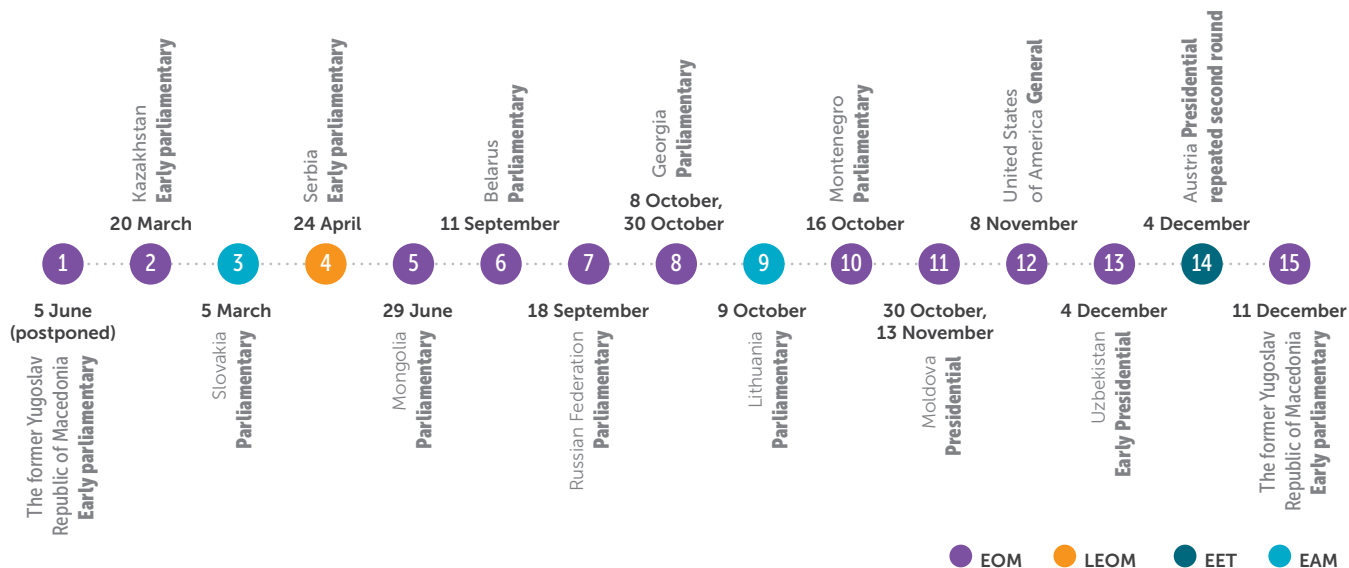 1
5 June
(postponed)
The former Yugoslav
Republic of Macedonia
Early parliamentary
Kazakhstan
Early parliamentary
20 March
2
3
5 March
Slovakia
Parliamentary
Serbia
Early parliamentary
24 April
4
5
29 June
Mongolia
Parliamentary
Belarus
Parliamentary
11 September
6
7
18 September
Russian Federation
Parliamentary
Georgia
Parliamentary
8 October,
30 October
8
9
9 October
Lithuania
Parliamentary
Montenegro
Parliamentary
16 October
10
11
30 October,
13 November
Moldova
Presidential
United States
of America General
8 November
12
13
4 December
Uzbekistan
Early Presidential
Austria Presidential
repeated second round
4 December
14
15
11 December
The former Yugoslav
Republic of Macedonia
Early parliamentary
EOM
LEOM
EET
EAM